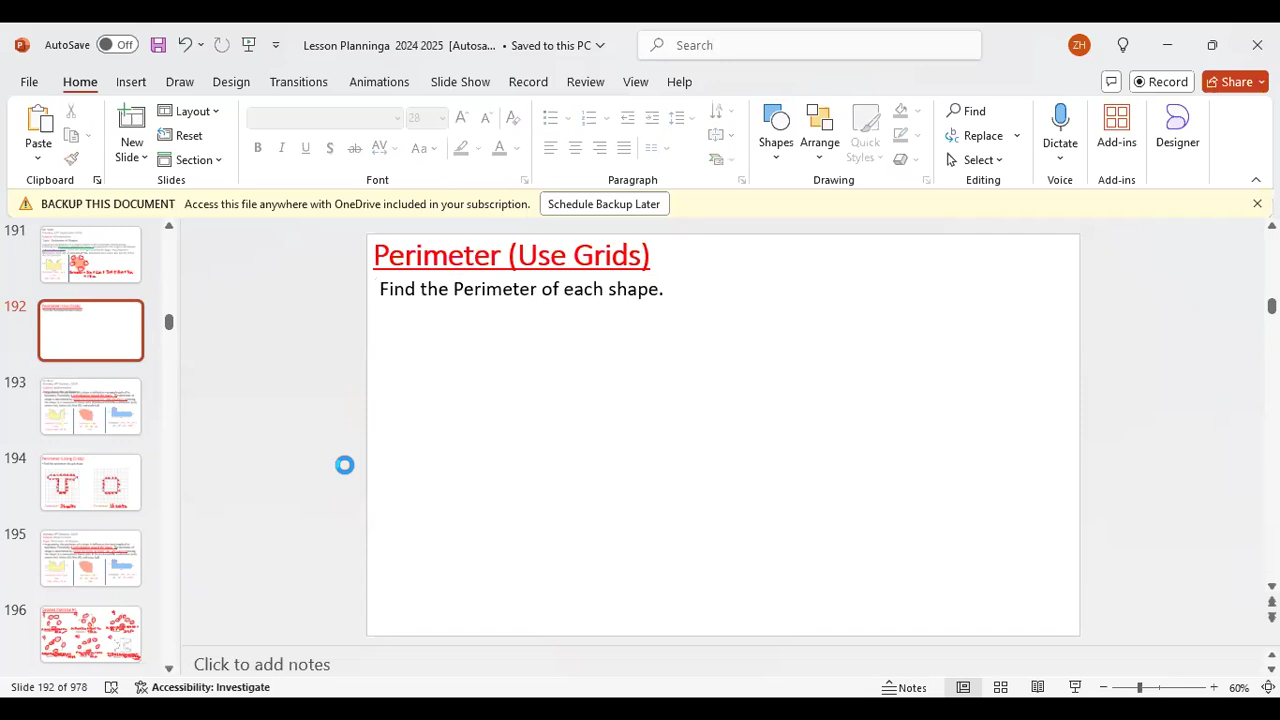 AutoSave Off Lesson Planninga 2024 2025 [Autosa... • Saved to this PC Search ZH
File Home Insert Draw Design Transitions Animations Slide Show Record Review View Help Record Share
Paste New Slide Layout Reset Section 28 Shapes Arrange Quick Styles Find Replace Select Dictate Add-ins Designer
Clipboard Slides Font Paragraph Drawing Editing Voice Add-ins
BACKUP THIS DOCUMENT Access this file anywhere with OneDrive included in your subscription. Schedule Backup Later
191
192
193
194
195
196
Perimeter (Use Grids)
Find the Perimeter of each shape.
Click to add notes
Slide 192 of 978 Accessibility: Investigate Notes 60%